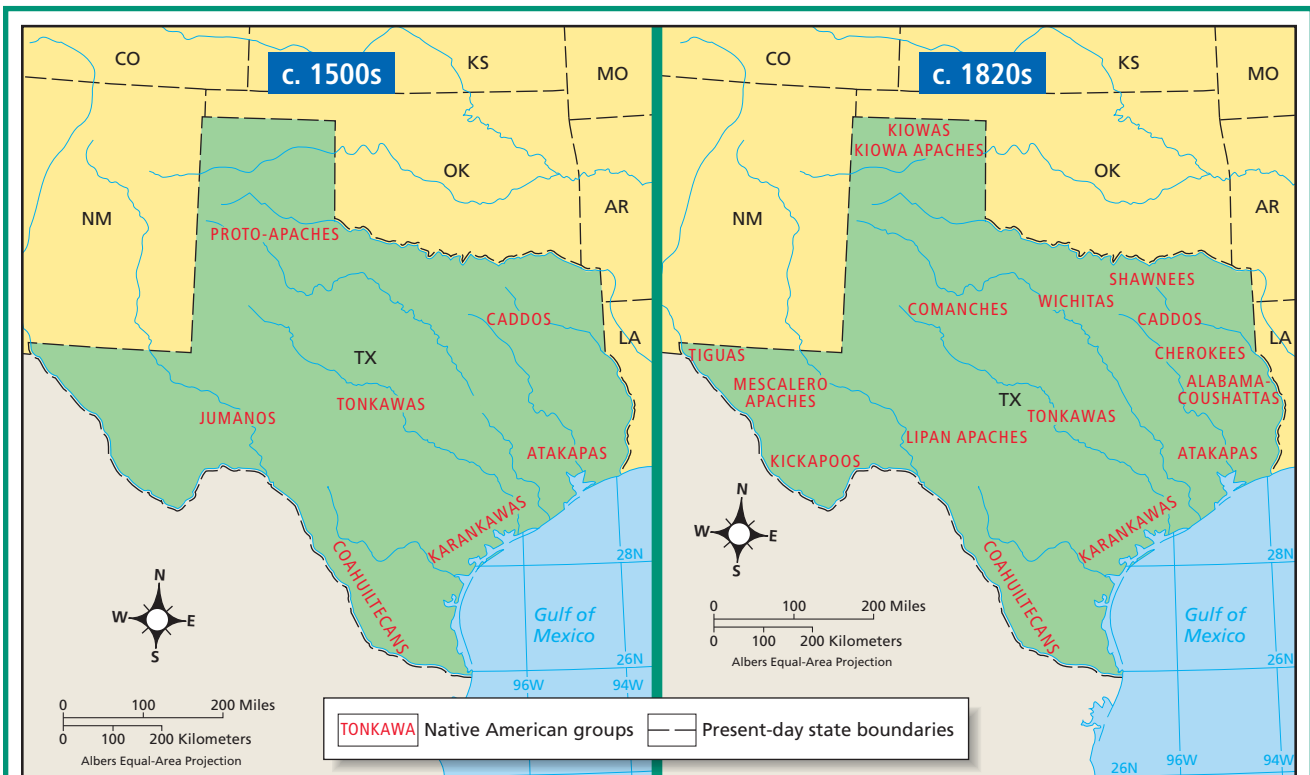 c. 1500s
CO
KS
MO
OK
NM
AR
PROTO-APACHES
CADDOS
LA
TX
TONKAWAS
JUMANOS
ATAKAPAS
KARANKAWAS
COAHUILTECANS
28N
N
W
E
S
Gulf of
Mexico
26N
96W
94W
0 100 200 Miles
0 100 200 Kilometers
Albers Equal-Area Projection
c. 1820s
CO
KS
MO
KIOWAS
KIOWA APACHES
OK
NM
AR
SHAWNEES
COMANCHES
WICHITAS
CADDOS
LA
TIGUAS
CHEROKEES
MESCALERO
APACHES
ALABAMA-
COUSHATTAS
TX
TONKAWAS
LIPAN APACHES
ATAKAPAS
KICKAPOOS
KARANKAWAS
COAHUILTECANS
N
W
E
S
28N
0 100 200 Miles
0 100 200 Kilometers
Albers Equal-Area Projection
Gulf of
Mexico
26N
96W
94W
26N
TONKAWA Native American groups
Present-day state boundaries